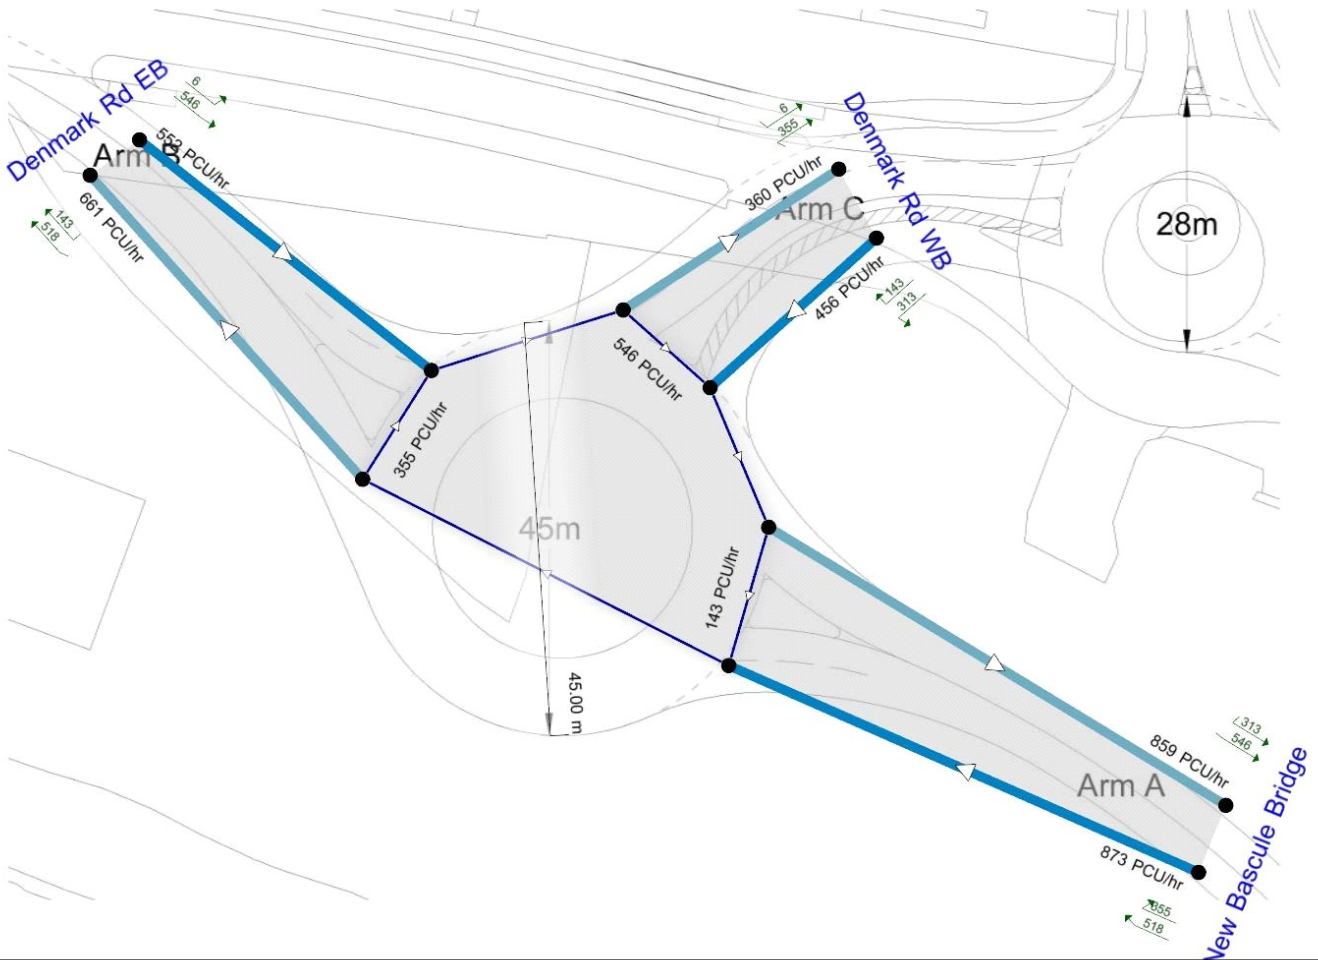 Denmark Rd EB
6
546
Arm B
552 PCU/hr
661 PCU/hr
143
518
6
355
Denmark Rd WB
360 PCU/hr
Arm C
456 PCU/hr
143
313
28m
546 PCU/hr
355 PCU/hr
45m
143 PCU/hr
45.00 m
313
546
859 PCU/hr
Arm A
873 PCU/hr
355
518
New Bascule Bridge